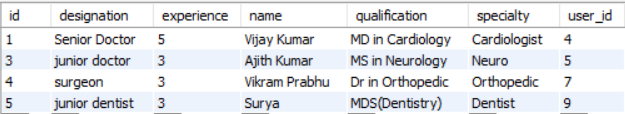 id designation experience name qualification specialty user_id
1 Senior Doctor 5 Vijay Kumar MD in Cardiology Cardiologist 4
3 junior doctor 3 Ajith Kumar MS in Neurology Neuro 5
4 surgeon 3 Vikram Prabhu Dr in Orthopedic Orthopedic 7
5 junior dentist 3 Surya MDS(Dentistry) Dentist 9